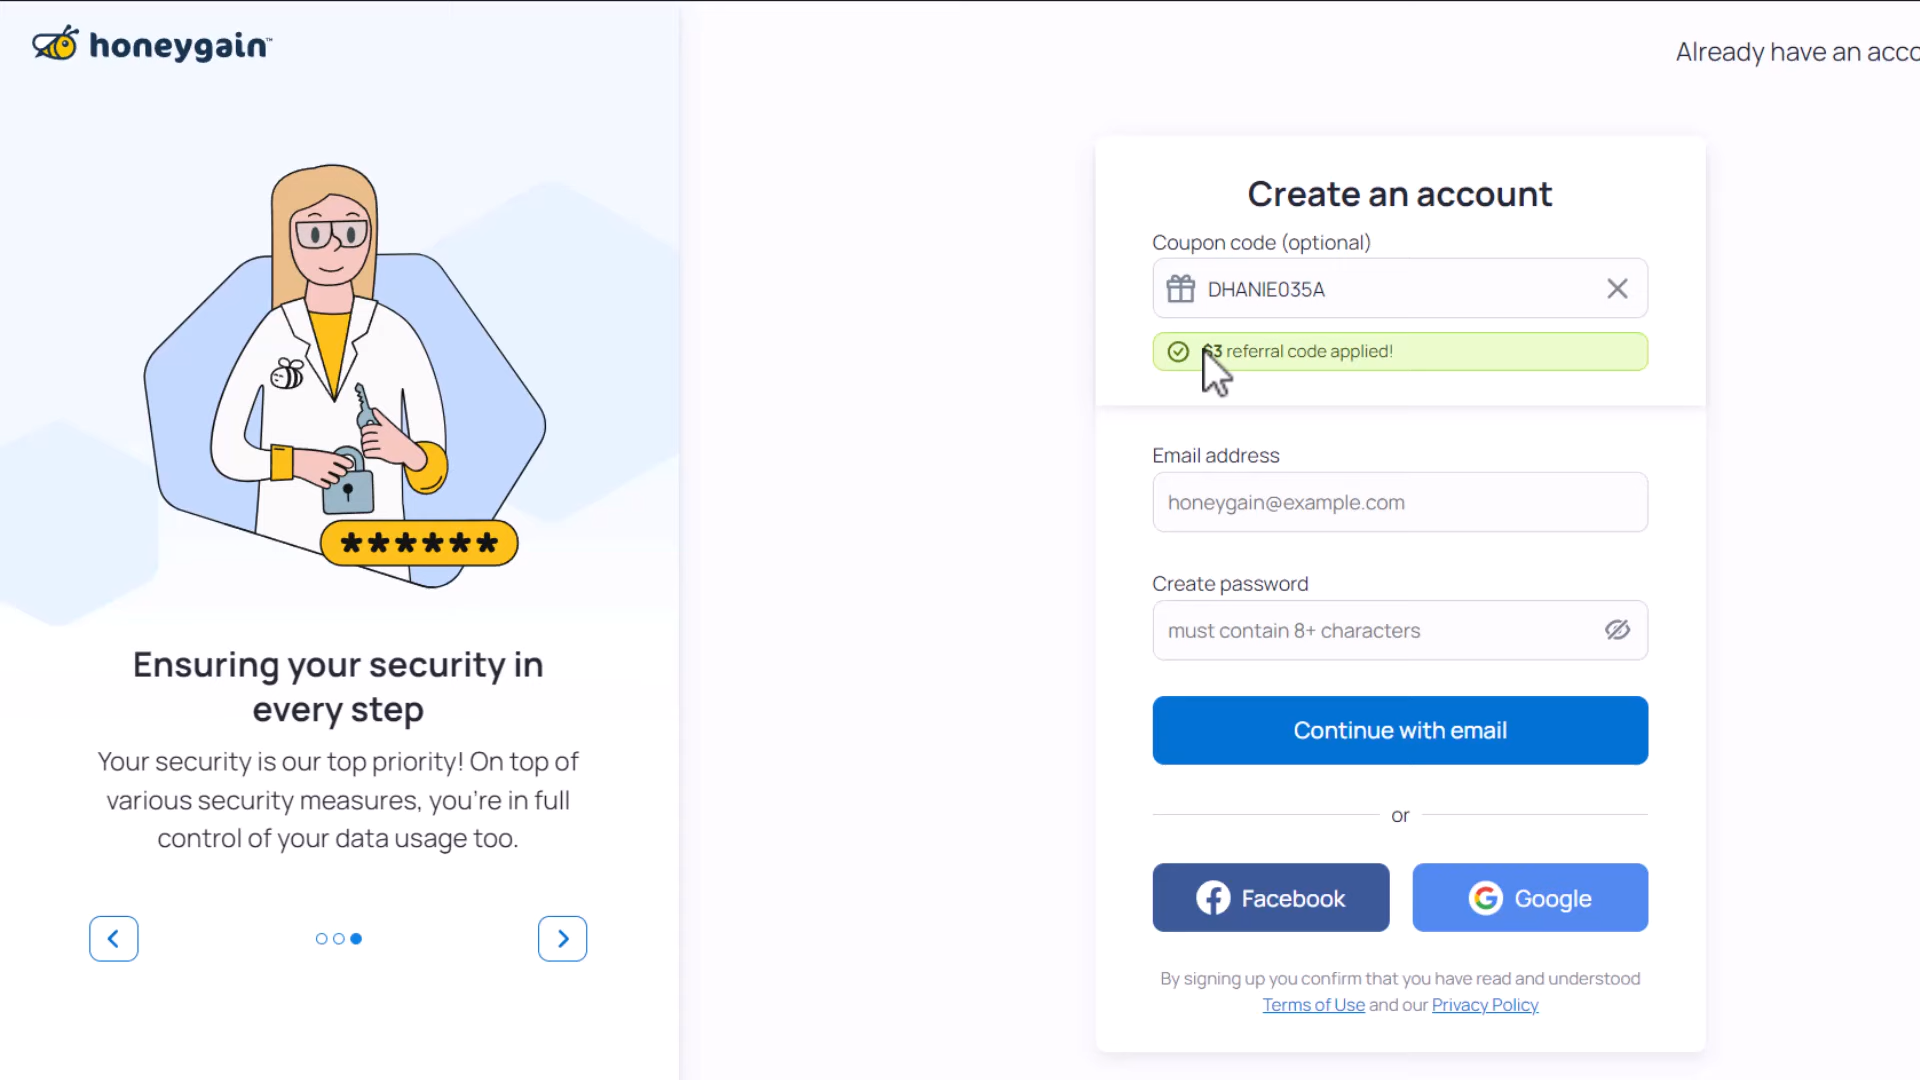 honeygain™
Already have an acco
Create an account
Coupon code (optional)
DHANIE035A
$3 referral code applied!
Email address
honeygain@example.com
Create password
must contain 8+ characters
Continue with email
or
Facebook
Google
By signing up you confirm that you have read and understood
Terms of Use and our Privacy Policy
******
Ensuring your security in
every step
Your security is our top priority! On top of
various security measures, you're in full
control of your data usage too.